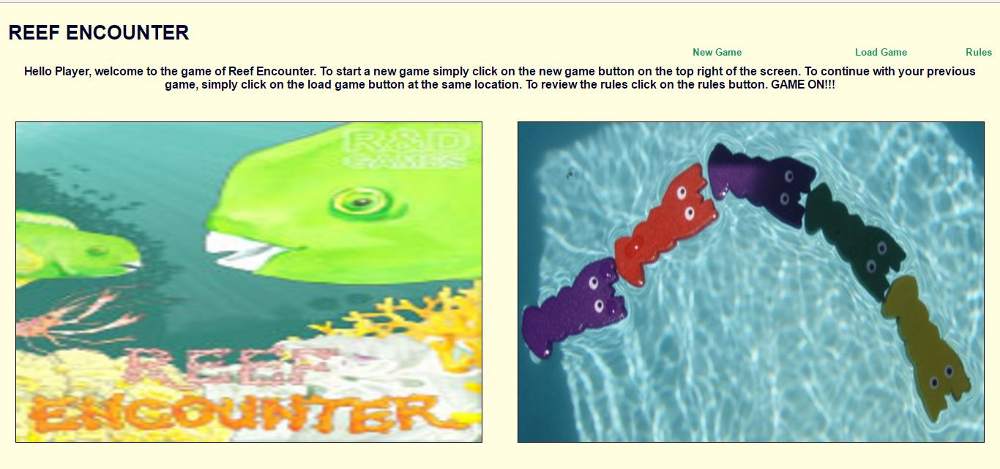 REEF ENCOUNTER
New Game Load Game Rules
Hello Player, welcome to the game of Reef Encounter. To start a new game simply click on the new game button on the top right of the screen. To continue with your previous
game, simply click on the load game button at the same location. To review the rules click on the rules button. GAME ON!!!
R&D
GAMES
REEF
ENCOUNTER